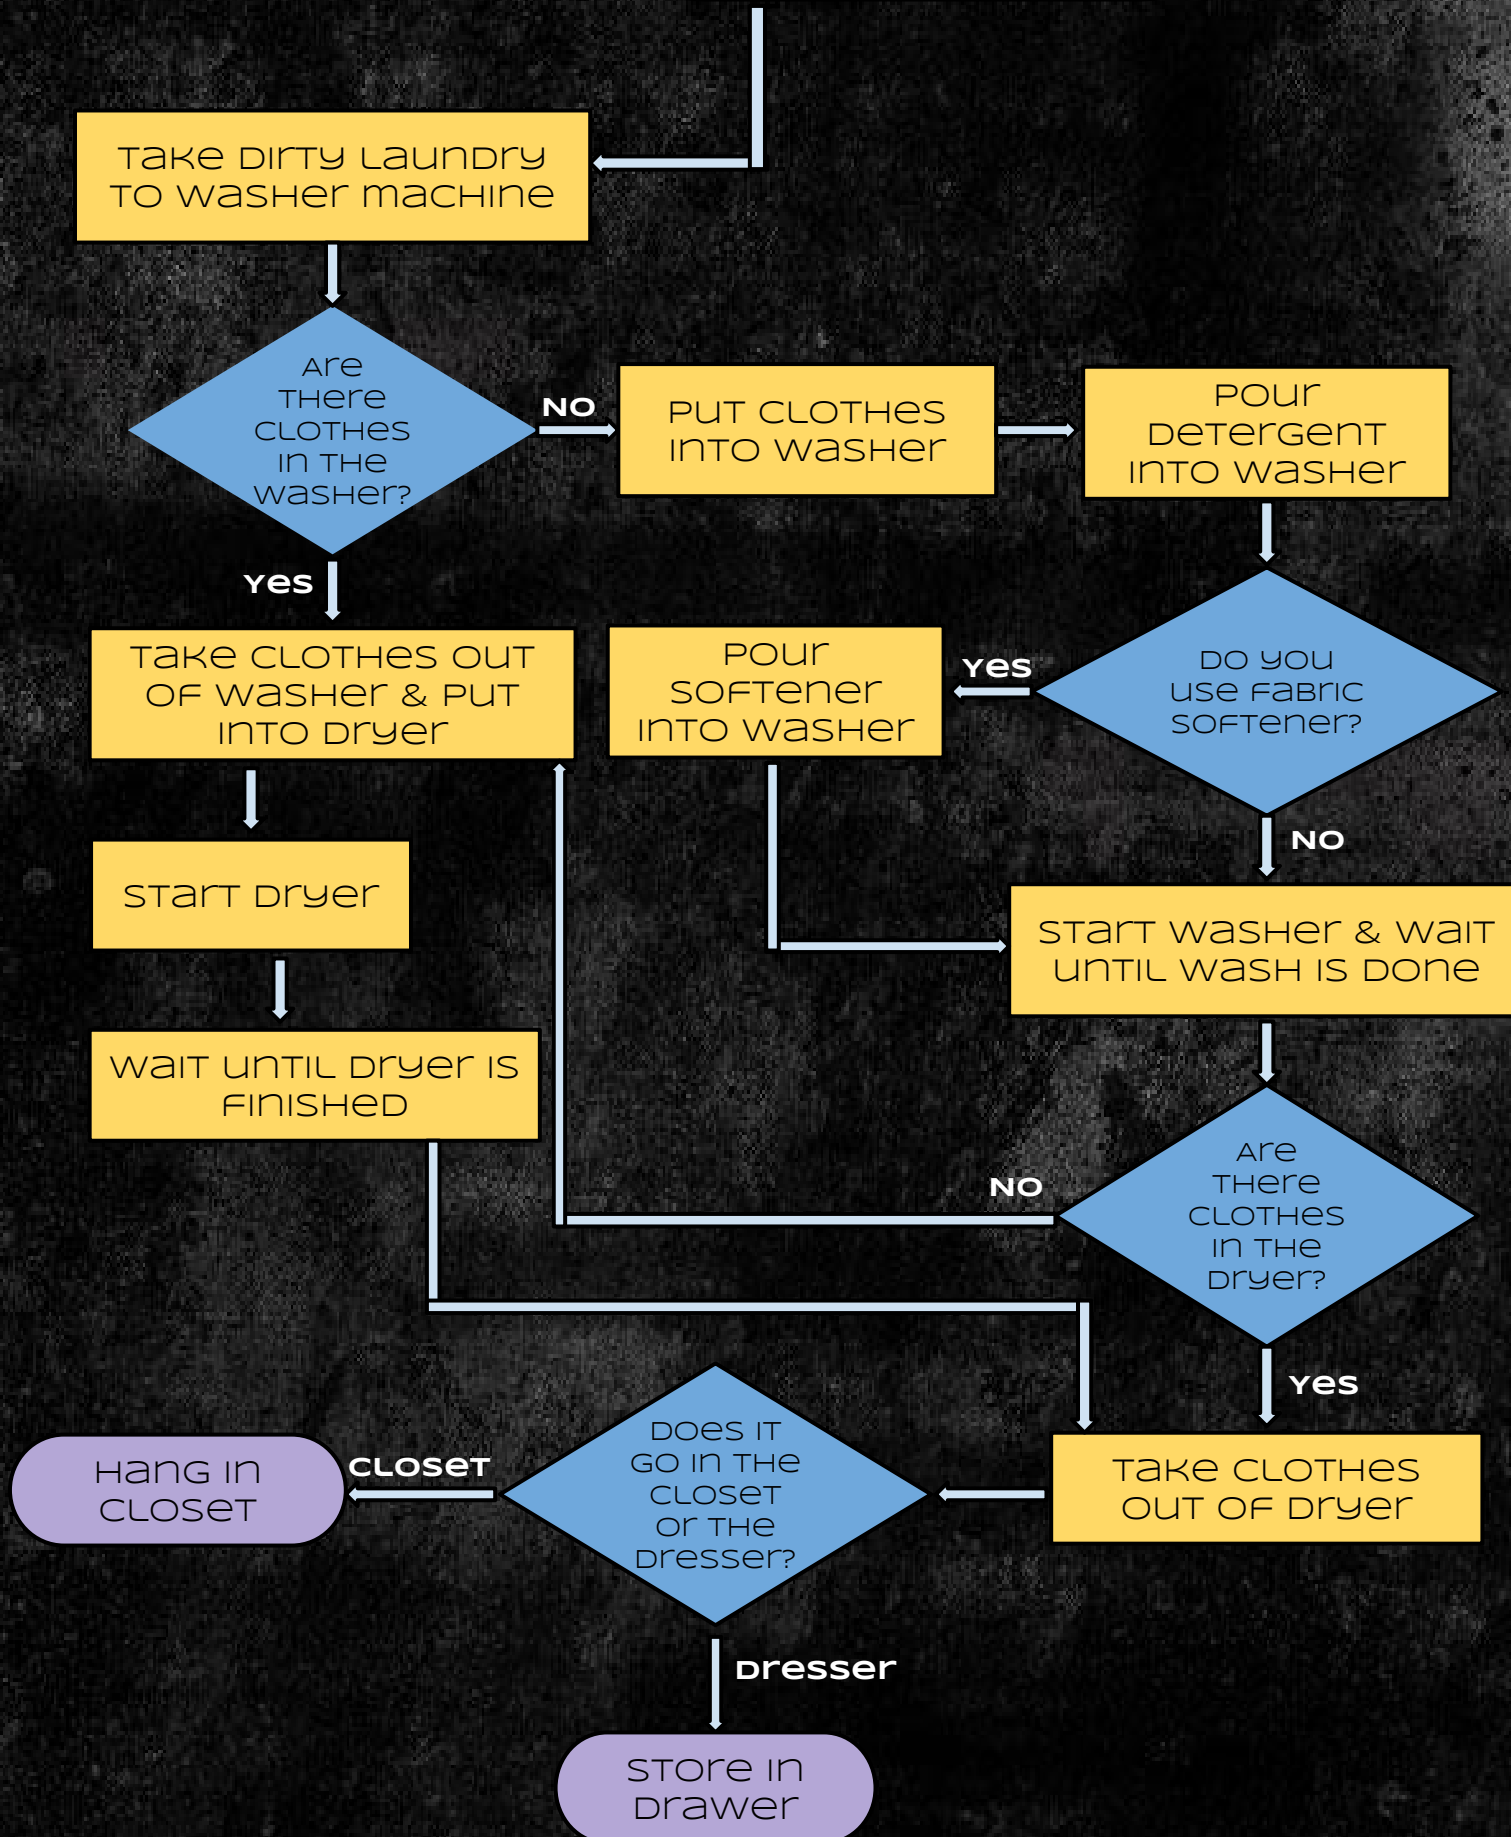 Take Dirty Laundry
to washer machine
Are
there
clothes
in the
washer?
No
Put clothes
into washer
Pour
detergent
into washer
Yes
Take clothes out
of washer & put
into dryer
Pour
softener
into washer
Yes
Do you
use fabric
softener?
No
Start dryer
Start washer & wait
until wash is done
Wait until dryer is
finished
No
Are
there
clothes
in the
dryer?
Yes
Hang in
closet
Closet
Does it
go in the
closet
or the
dresser?
Take clothes
out of dryer
Dresser
Store in
drawer